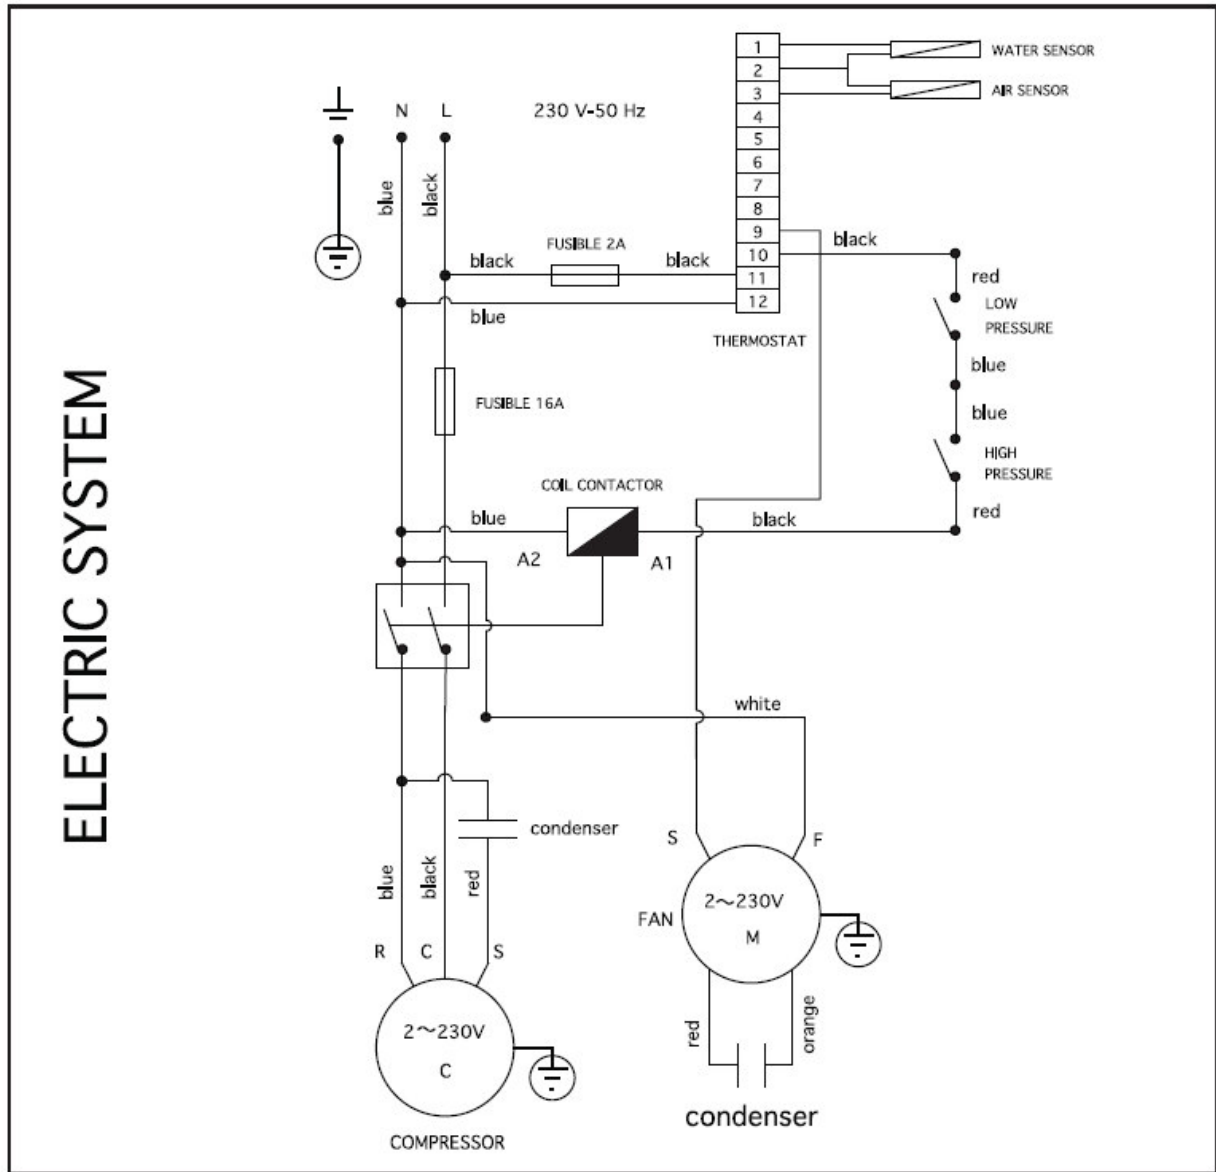 ELECTRIC SYSTEM
N
L
230 V-50 Hz
1
2
3
4
5
6
7
8
9
10
11
12
WATER SENSOR
AIR SENSOR
blue
black
FUSIBLE 2A
black
black
black
blue
THERMOSTAT
red
LOW
PRESSURE
blue
blue
HIGH
PRESSURE
red
FUSIBLE 16A
COIL CONTACTOR
blue
black
A2
A1
white
condenser
blue
black
red
R
C
S
2~230V
C
COMPRESSOR
S
F
FAN
2~230V
M
red
orange
condenser